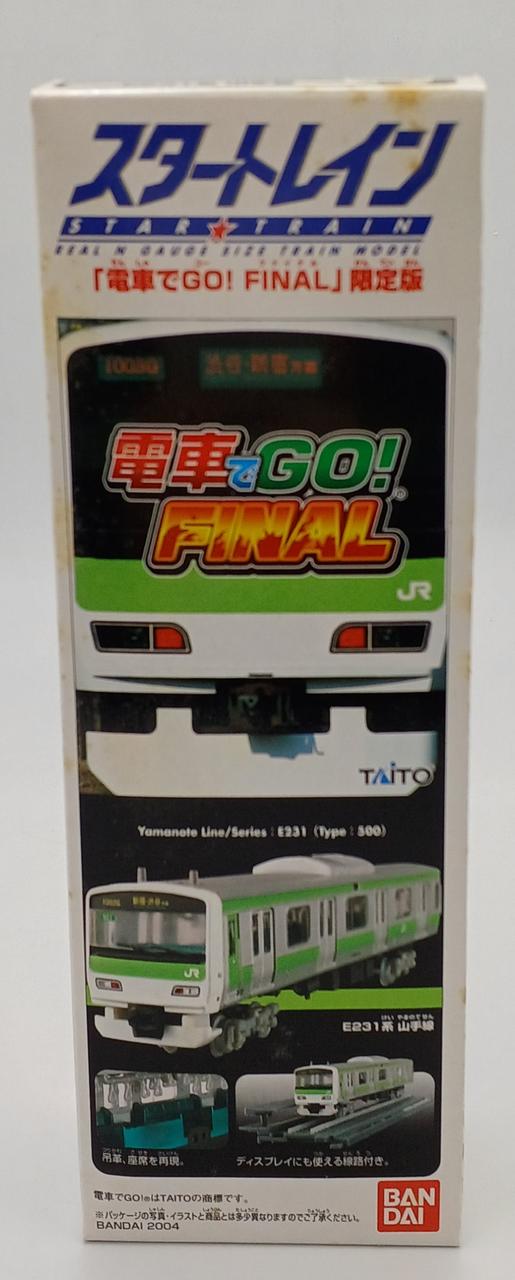 スタートレイン
STAR★TRAIN
REAL N GAUGE SIZE TRAIN MODEL
「電車でGO! FINAL」限定版
渋谷・新宿方面
電車でGO!
FINAL
JR
TAITO
Yamanote Line/Series : E231 (Type : 500)
JR
E231系 山手線
吊革、座席を再現。
ディスプレイにも使える線路付き。
電車でGO!®はTAITOの商標です。
※パッケージの写真・イラストと商品とは多少異なりますのでご了承ください。
BANDAI 2004
BAN
DAI